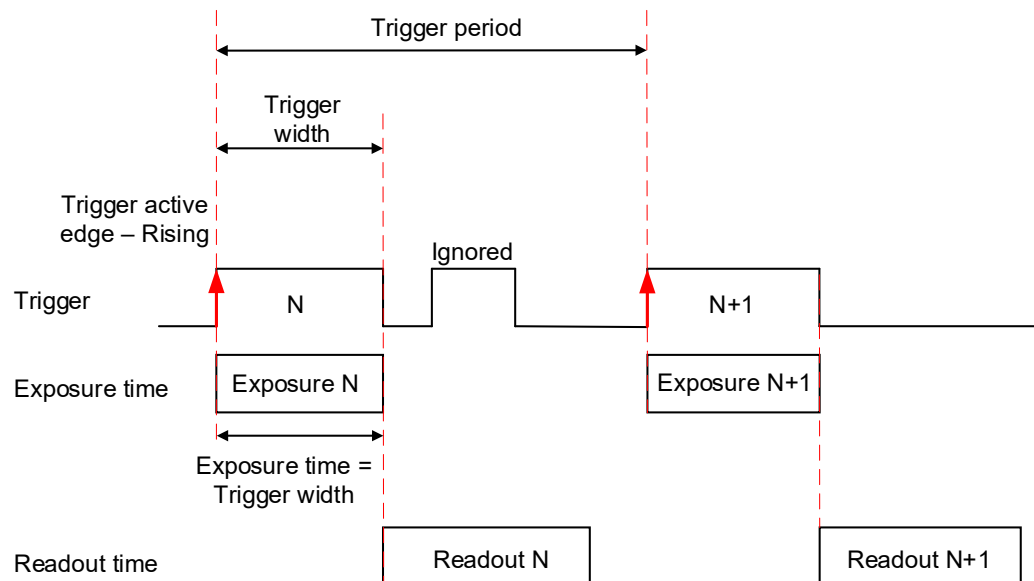 Trigger period
Trigger
width
Trigger active
edge – Rising
Ignored
Trigger
N
N+1
Exposure time
Exposure N
Exposure N+1
Exposure time =
Trigger width
Readout time
Readout N
Readout N+1